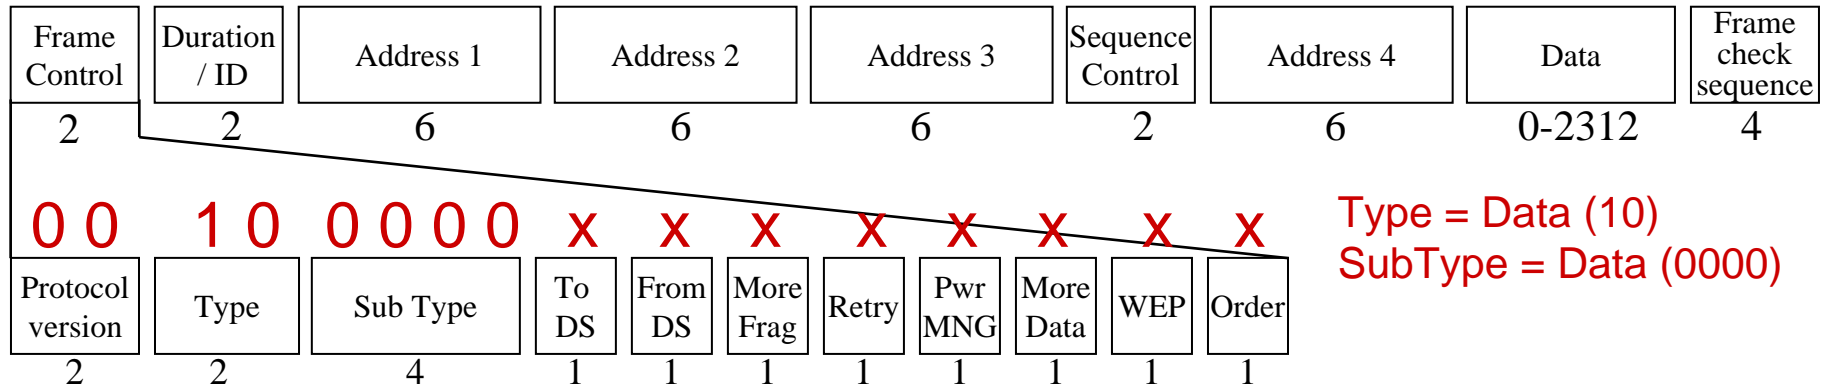 Frame Control
Duration / ID
Address 1
Address 2
Address 3
Sequence Control
Address 4
Data
Frame check sequence
2 2 6 6 6 2 6 0-2312 4
0 0 1 0 0 0 0 0 x x x x x x x x
Type = Data (10)
SubType = Data (0000)
Protocol version
Type
Sub Type
To DS
From DS
More Frag
Retry
Pwr MNG
More Data
WEP
Order
2 2 4 1 1 1 1 1 1 1 1